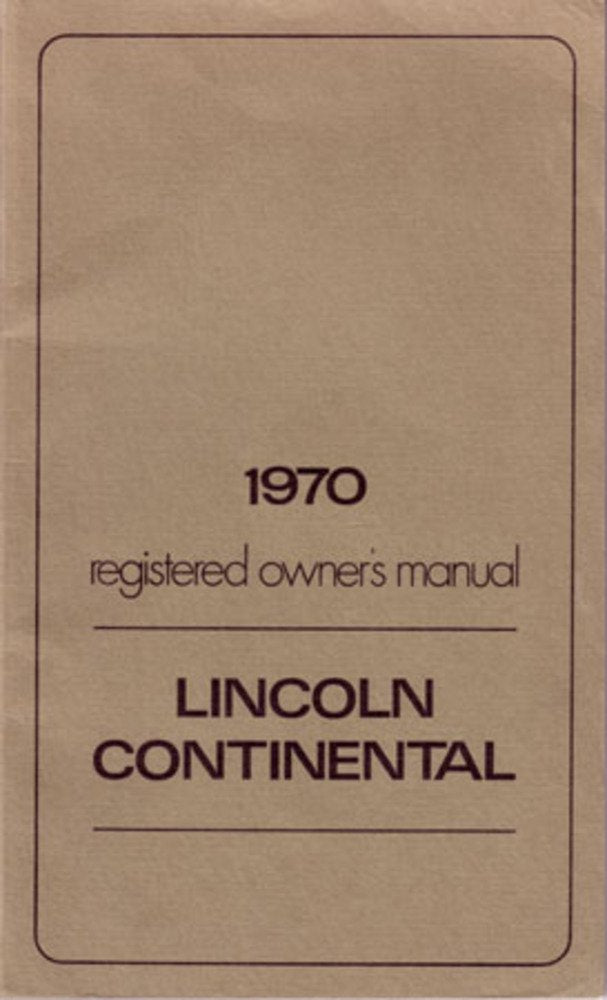 1970
registered owner's manual
LINCOLN
CONTINENTAL